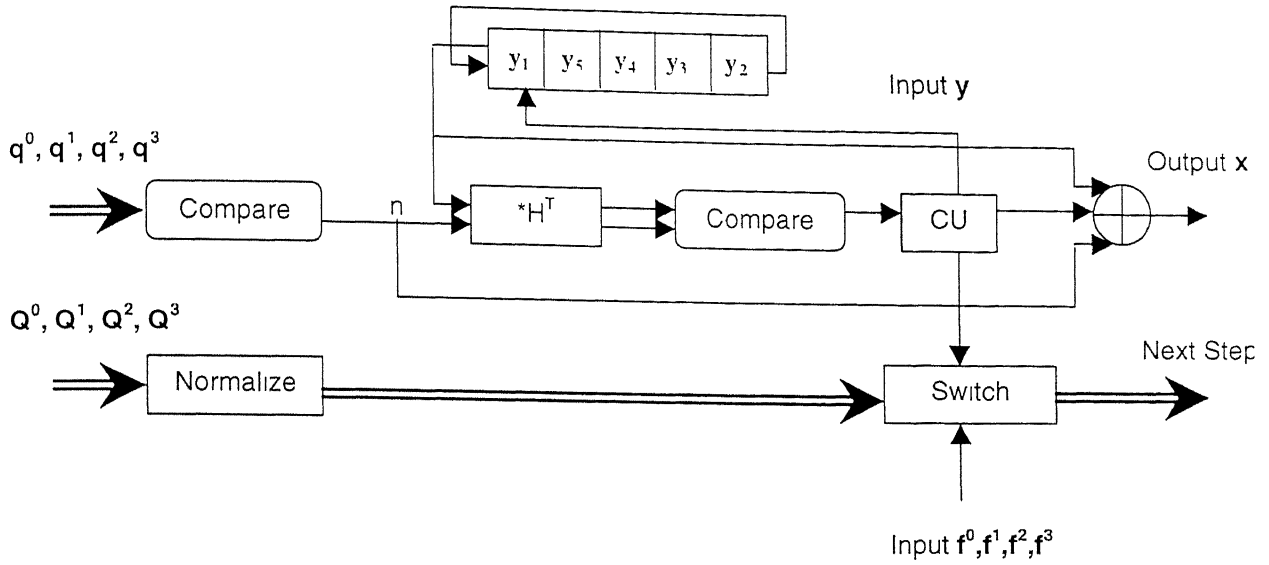 y₁ y₅ y₄ y₃ y₂
Input y
q⁰, q¹, q², q³
Output x
Compare
n
*Hᵀ
Compare
CU
Q⁰, Q¹, Q², Q³
Next Step
Normalize
Switch
Input f⁰,f¹,f²,f³